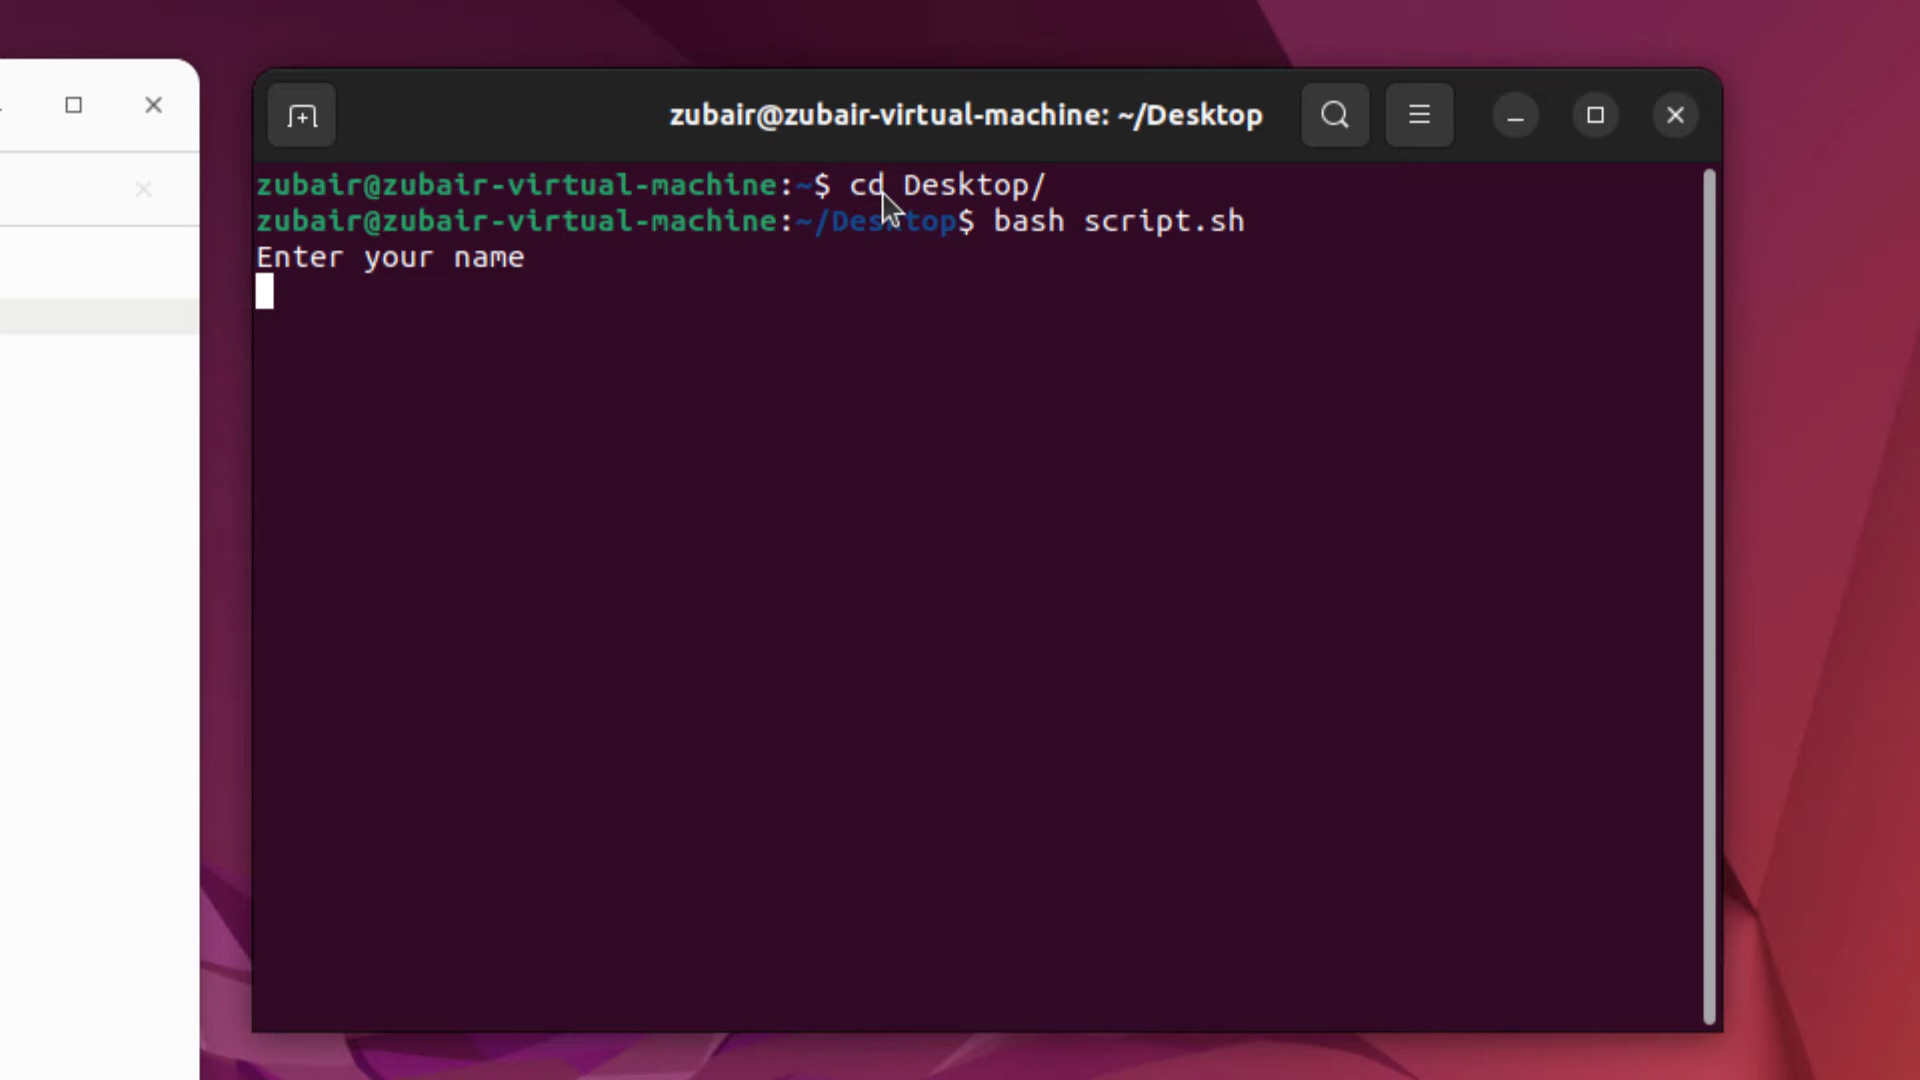 zubair@zubair-virtual-machine: ~/Desktop
zubair@zubair-virtual-machine:~$ cd Desktop/
zubair@zubair-virtual-machine:~/Desktop$ bash script.sh
Enter your name